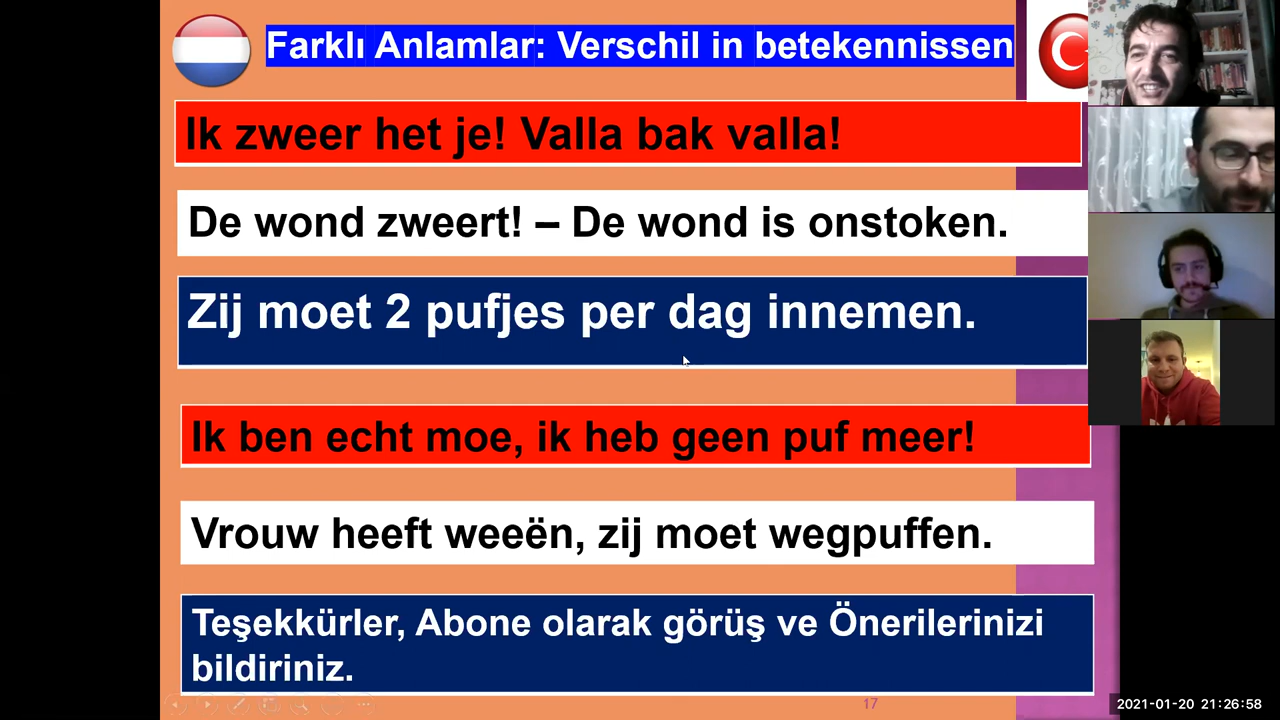 Farklı Anlamlar: Verschil in betekennissen
Ik zweer het je! Valla bak valla!
De wond zweert! – De wond is onstoken.
Zij moet 2 pufjes per dag innemen.
Ik ben echt moe, ik heb geen puf meer!
Vrouw heeft weeën, zij moet wegpuffen.
Teşekkürler, Abone olarak görüş ve Önerilerinizi
bildiriniz.
17
2021-01-20 21:26:58